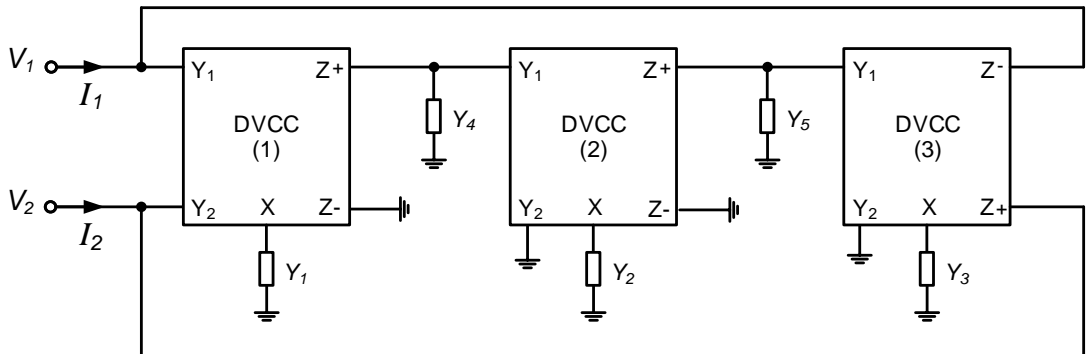 V1
I1
V2
I2
Y1
Z+
DVCC
(1)
Y2
X
Z-
Y1
Y4
Y1
Z+
DVCC
(2)
Y2
X
Z-
Y2
Y5
Y1
Z-
DVCC
(3)
Y2
X
Z+
Y3